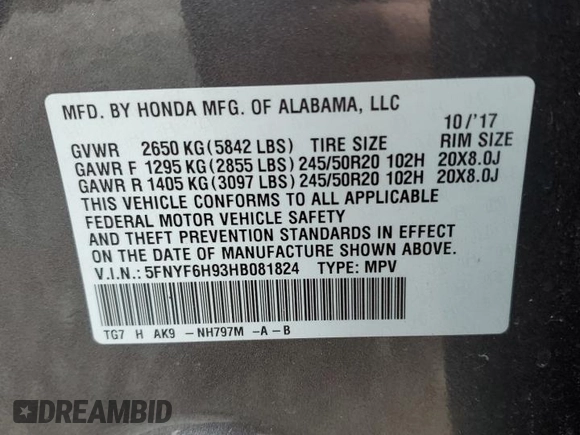 MFD. BY HONDA MFG. OF ALABAMA, LLC
10/'17
GVWR 2650 KG (5842 LBS) TIRE SIZE RIM SIZE
GAWR F 1295 KG (2855 LBS) 245/50R20 102H 20X8.0J
GAWR R 1405 KG (3097 LBS) 245/50R20 102H 20X8.0J
THIS VEHICLE CONFORMS TO ALL APPLICABLE
FEDERAL MOTOR VEHICLE SAFETY
AND THEFT PREVENTION STANDARDS IN EFFECT
ON THE DATE OF MANUFACTURE SHOWN ABOVE.
V.I.N.: 5FNYF6H93HB081824 TYPE: MPV
TG7 H AK9 -NH797M -A-B
DREAMBID